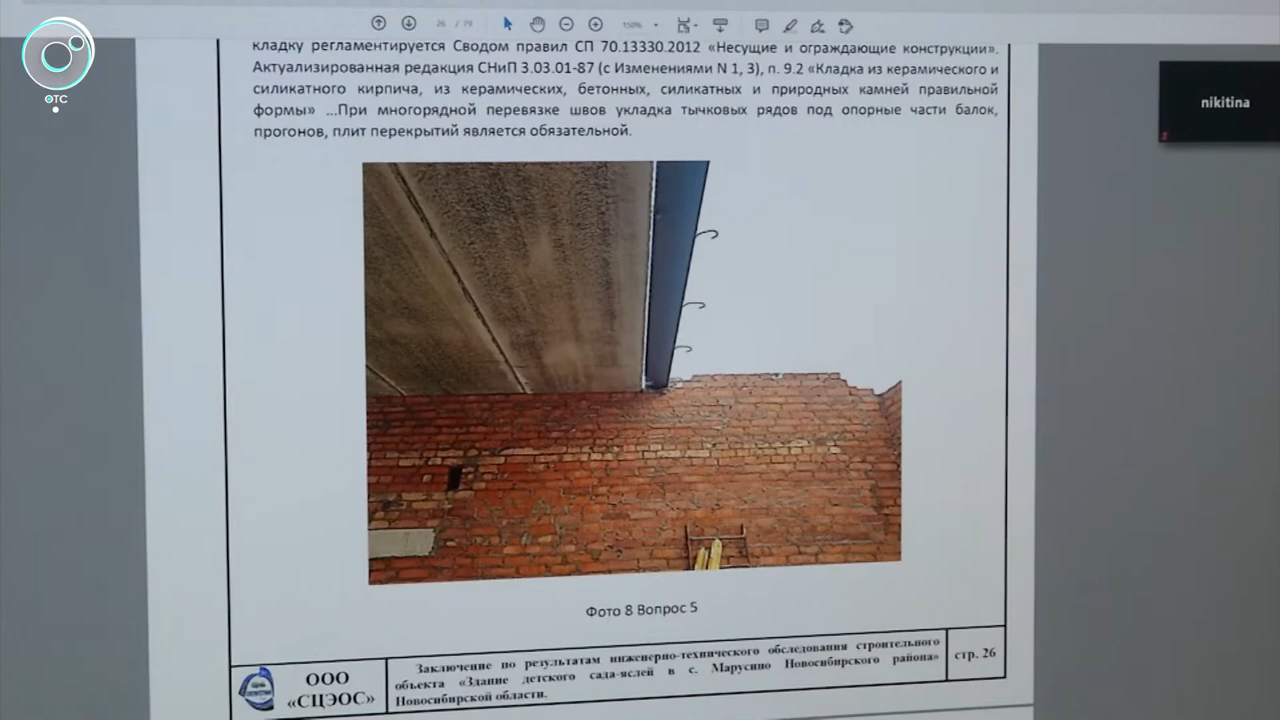 26 / 79
150%
ОТС
nikitina
кладку регламентируется Сводом правил СП 70.13330.2012 «Несущие и ограждающие конструкции».
Актуализированная редакция СНиП 3.03.01-87 (с Изменениями N 1, 3), п. 9.2 «Кладка из керамического и
силикатного кирпича, из керамических, бетонных, силикатных и природных камней правильной
формы» ...При многорядной перевязке швов укладка тычковых рядов под опорные части балок,
прогонов, плит перекрытий является обязательной.
Фото 8 Вопрос 5
ООО
«СЦЭОС»
Заключение по результатам инженерно-технического обследования строительного
объекта «Здание детского сада-яслей в с. Марусино Новосибирского района»
Новосибирской области.
стр. 26